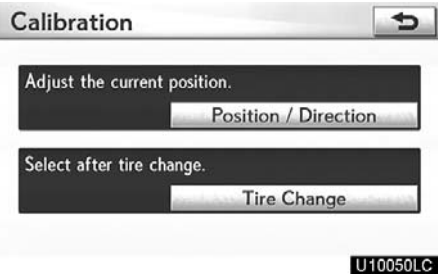 Calibration
Adjust the current position.
Position / Direction
Select after tire change.
Tire Change
U10050LC